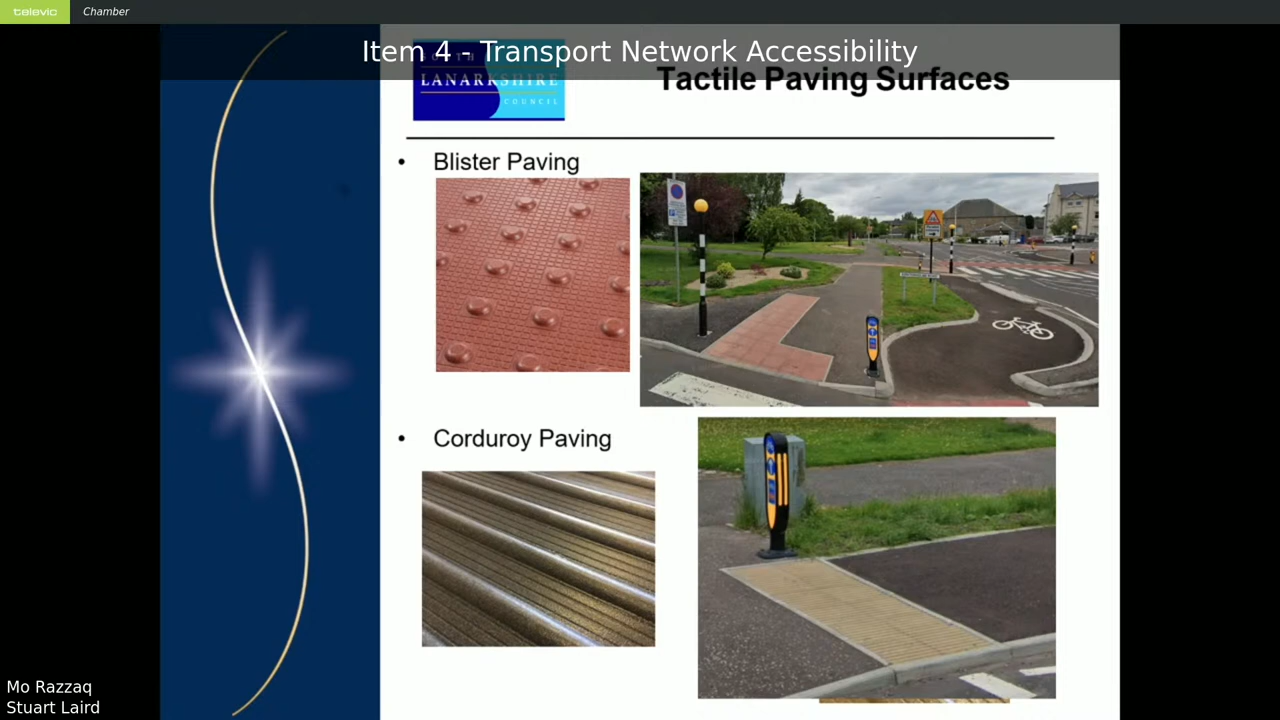 televic Chamber
Item 4 - Transport Network Accessibility
SOUTH
LANARKSHIRE
COUNCIL
Tactile Paving Surfaces
• Blister Paving
• Corduroy Paving
Mo Razzaq
Stuart Laird